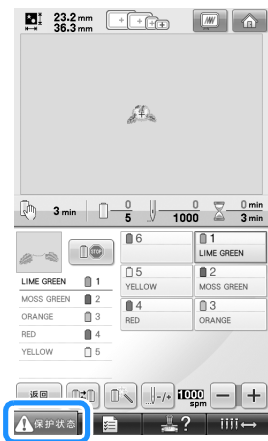 23.2 mm
36.3 mm
3 min
0
5
0
1000
0 min
3 min
LIME GREEN 1
MOSS GREEN 2
ORANGE 3
RED 4
YELLOW 5
STOP
6
1
LIME GREEN
5
YELLOW
2
MOSS GREEN
4
RED
3
ORANGE
返回
-/+
1000
spm
保护状态
?